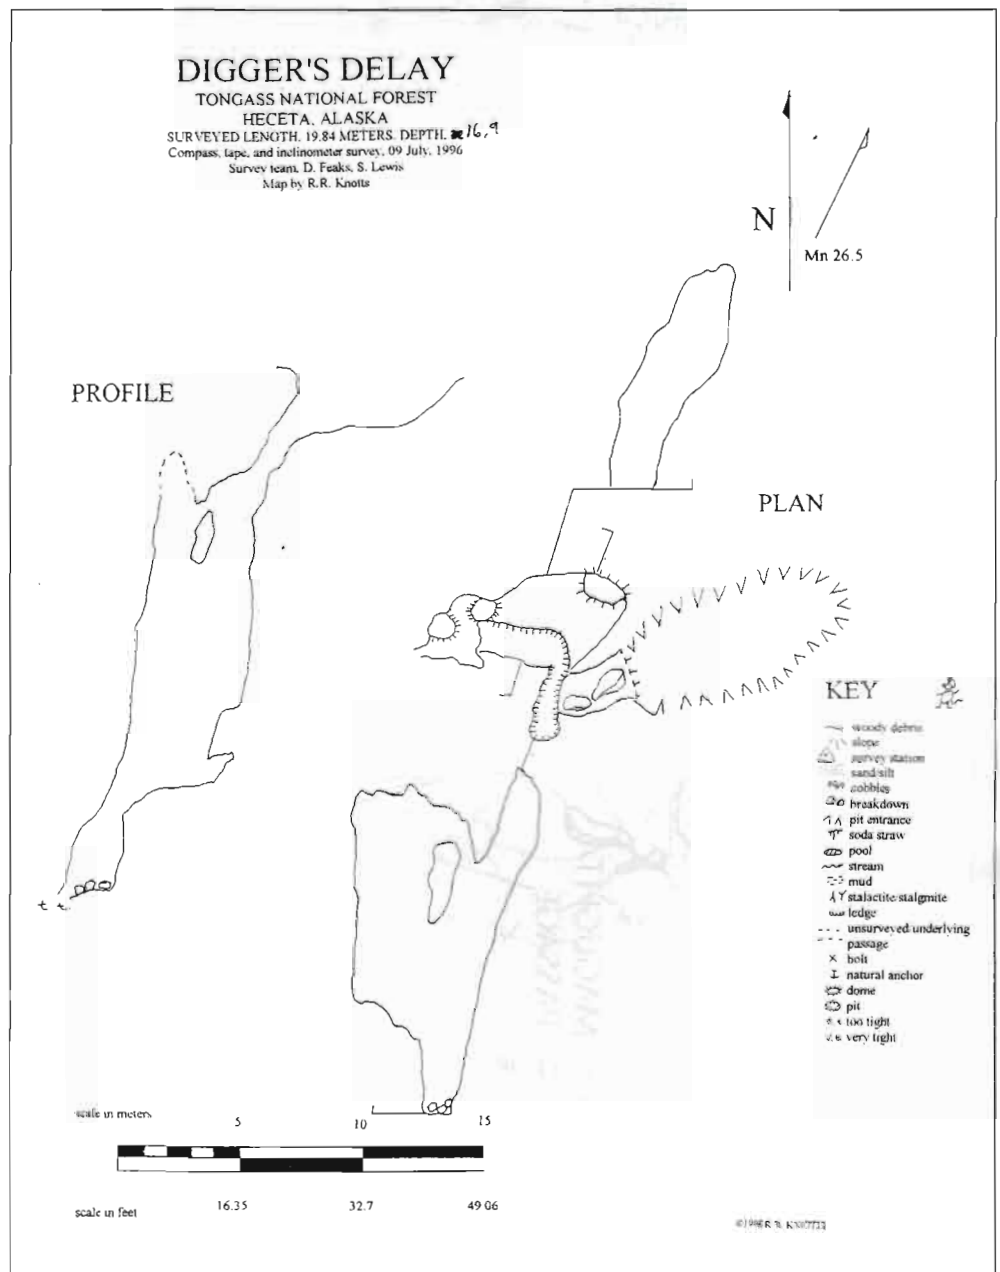 DIGGER'S DELAY
TONGASS NATIONAL FOREST
HECETA, ALASKA
SURVEYED LENGTH, 19.84 METERS. DEPTH, 16.9
Compass, tape, and inclinometer survey, 09 July, 1996
Survey team, D. Feaks, S. Lewis
Map by R.R. Knotts
N
Mn 26.5
PROFILE
PLAN
KEY
woody debris
slope
survey station
sand/silt
cobbles
breakdown
pit entrance
soda straw
pool
stream
mud
stalactite/stalgmite
ledge
unsurveyed underlying
passage
bolt
natural anchor
dome
pit
too tight
very tight
t t
scale in meters
5 10 15
scale in feet
16.35 32.7 49.06
R. KNOTTS